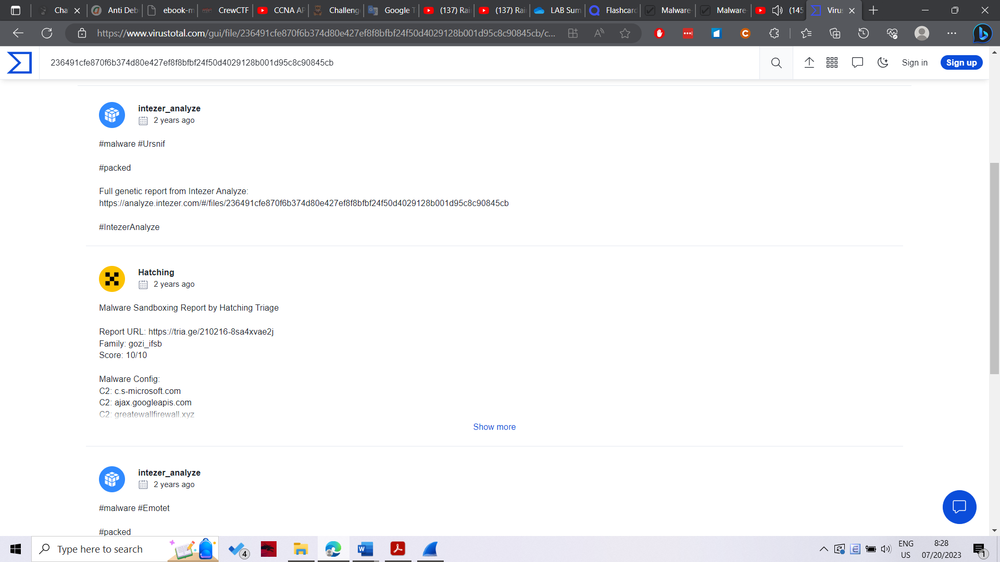 Cha
Anti Deb
ebook-m
CrewCTF
CCNA AP
Challeng
Google T
(137) Rai
(137) Rai
LAB Sum
Flashcard
Malware-
Malware-
(145
Virus
https://www.virustotal.com/gui/file/236491cfe870f6b374d80e427ef8f8bfbf24f50d4029128b001d95c8c90845cb/c...
236491cfe870f6b374d80e427ef8f8bfbf24f50d4029128b001d95c8c90845cb
Sign in
Sign up
intezer_analyze
2 years ago
#malware #Ursnif
#packed
Full genetic report from Intezer Analyze:
https://analyze.intezer.com/#/files/236491cfe870f6b374d80e427ef8f8bfbf24f50d4029128b001d95c8c90845cb
#IntezerAnalyze
Hatching
2 years ago
Malware Sandboxing Report by Hatching Triage
Report URL: https://tria.ge/210216-8sa4xvae2j
Family: gozi_ifsb
Score: 10/10
Malware Config:
C2: c.s-microsoft.com
C2: ajax.googleapis.com
C2: greatewallfirewall.xyz
Show more
intezer_analyze
2 years ago
#malware #Emotet
#packed
Type here to search
4
ENG
US
8:28
07/20/2023
1